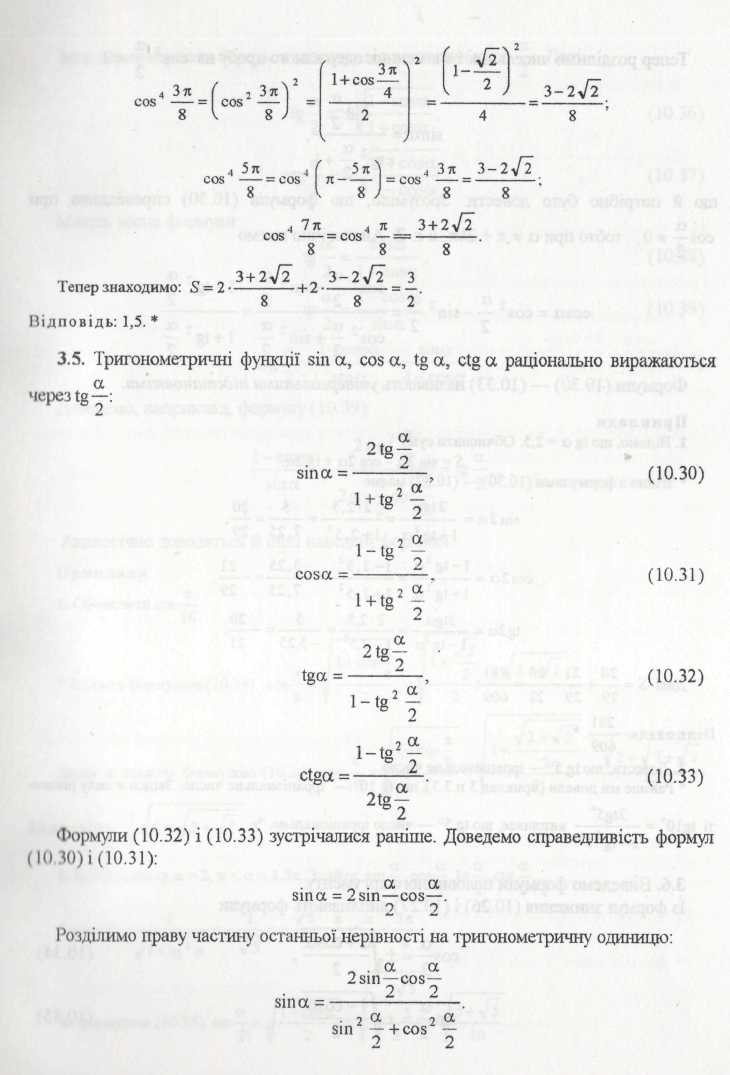 cos⁴ 3π/8 = (cos² 3π/8)² = ((1+cos 3π/4)/2)² = (1-√2/2)²/4 = (3-2√2)/8;
cos⁴ 5π/8 = cos⁴ (π - 5π/8) = cos⁴ 3π/8 = (3-2√2)/8;
cos⁴ 7π/8 = cos⁴ π/8 = (3+2√2)/8.
Тепер знаходимо: S = 2·(3+2√2)/8 + 2·(3-2√2)/8 = 3/2.
Відповідь: 1,5. *
3.5. Тригонометричні функції sin α, cos α, tg α, ctg α раціонально виражаються
через tg α/2:
sin α = (2 tg α/2)/(1 + tg² α/2), (10.30)
cos α = (1 - tg² α/2)/(1 + tg² α/2), (10.31)
tg α = (2 tg α/2)/(1 - tg² α/2), (10.32)
ctg α = (1 - tg² α/2)/(2 tg α/2). (10.33)
Формули (10.32) і (10.33) зустрічалися раніше. Доведемо справедливість формул
(10.30) і (10.31):
sin α = 2 sin α/2 cos α/2.
Розділимо праву частину останньої нерівності на тригонометричну одиницю:
sin α = (2 sin α/2 cos α/2)/(sin² α/2 + cos² α/2).